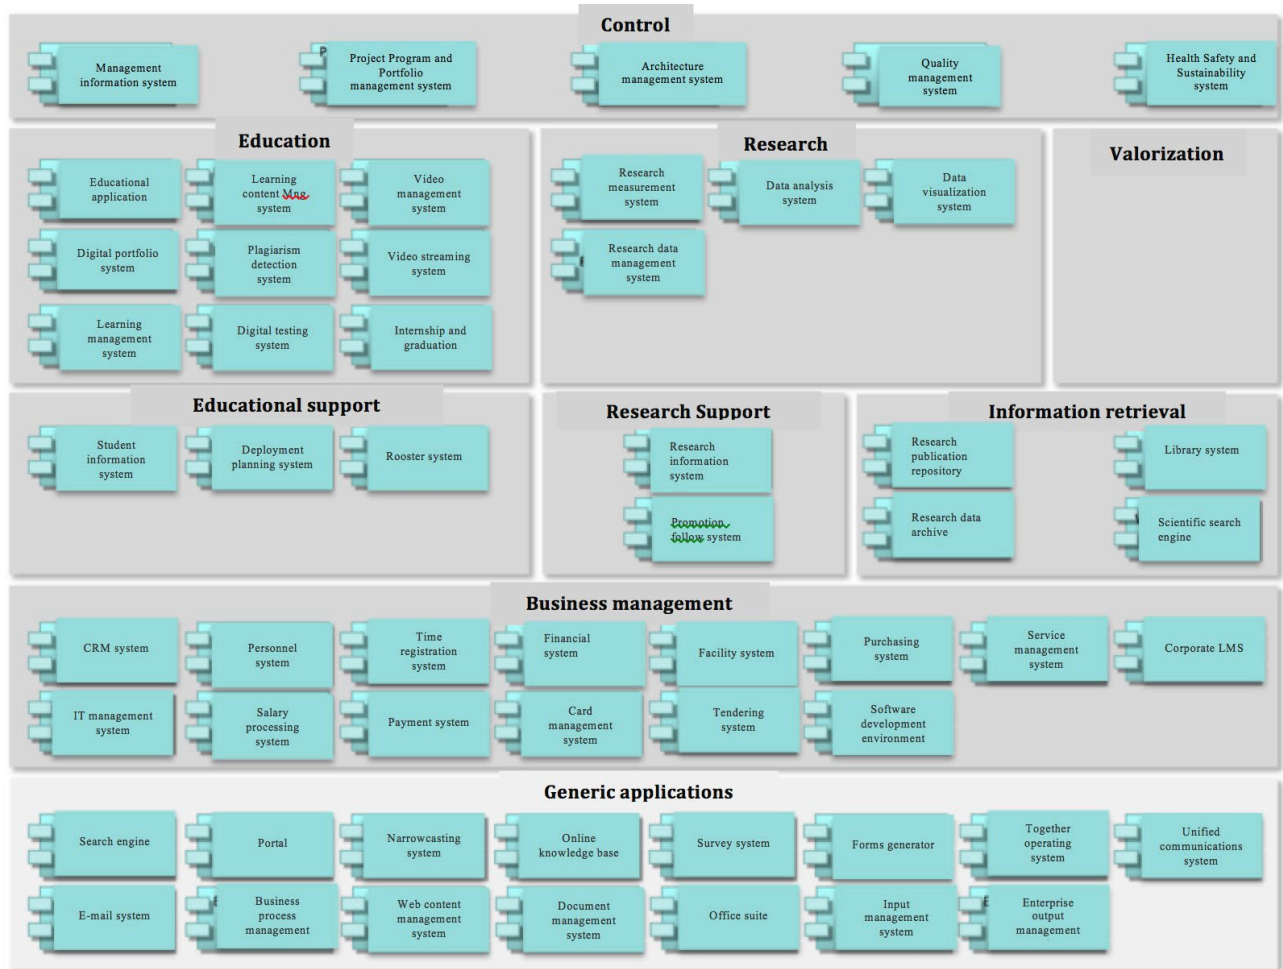 Control
Management
information system
Project Program and
Portfolio
management system
Architecture
management system
Quality
management
system
Health Safety and
Sustainability
system
Education
Educational
application
Learning
content Mng
system
Video
management
system
Digital portfolio
system
Plagiarism
detection
system
Video streaming
system
Learning
management
system
Digital testing
system
Internship and
graduation
Research
Research
measurement
system
Data analysis
system
Data
visualization
system
Research data
management
system
Valorization
Educational support
Student
information
system
Deployment
planning system
Rooster system
Research Support
Research
information
system
Promotion
follow system
Information retrieval
Research
publication
repository
Library system
Research data
archive
Scientific search
engine
Business management
CRM system
Personnel
system
Time
registration
system
Financial
system
Facility system
Purchasing
system
Service
management
system
Corporate LMS
IT management
system
Salary
processing
system
Payment system
Card
management
system
Tendering
system
Software
development
environment
Generic applications
Search engine
Portal
Narrowcasting
system
Online
knowledge base
Survey system
Forms generator
Together
operating
system
Unified
communications
system
E-mail system
Business
process
management
Web content
management
system
Document
management
system
Office suite
Input
management
system
Enterprise
output
management